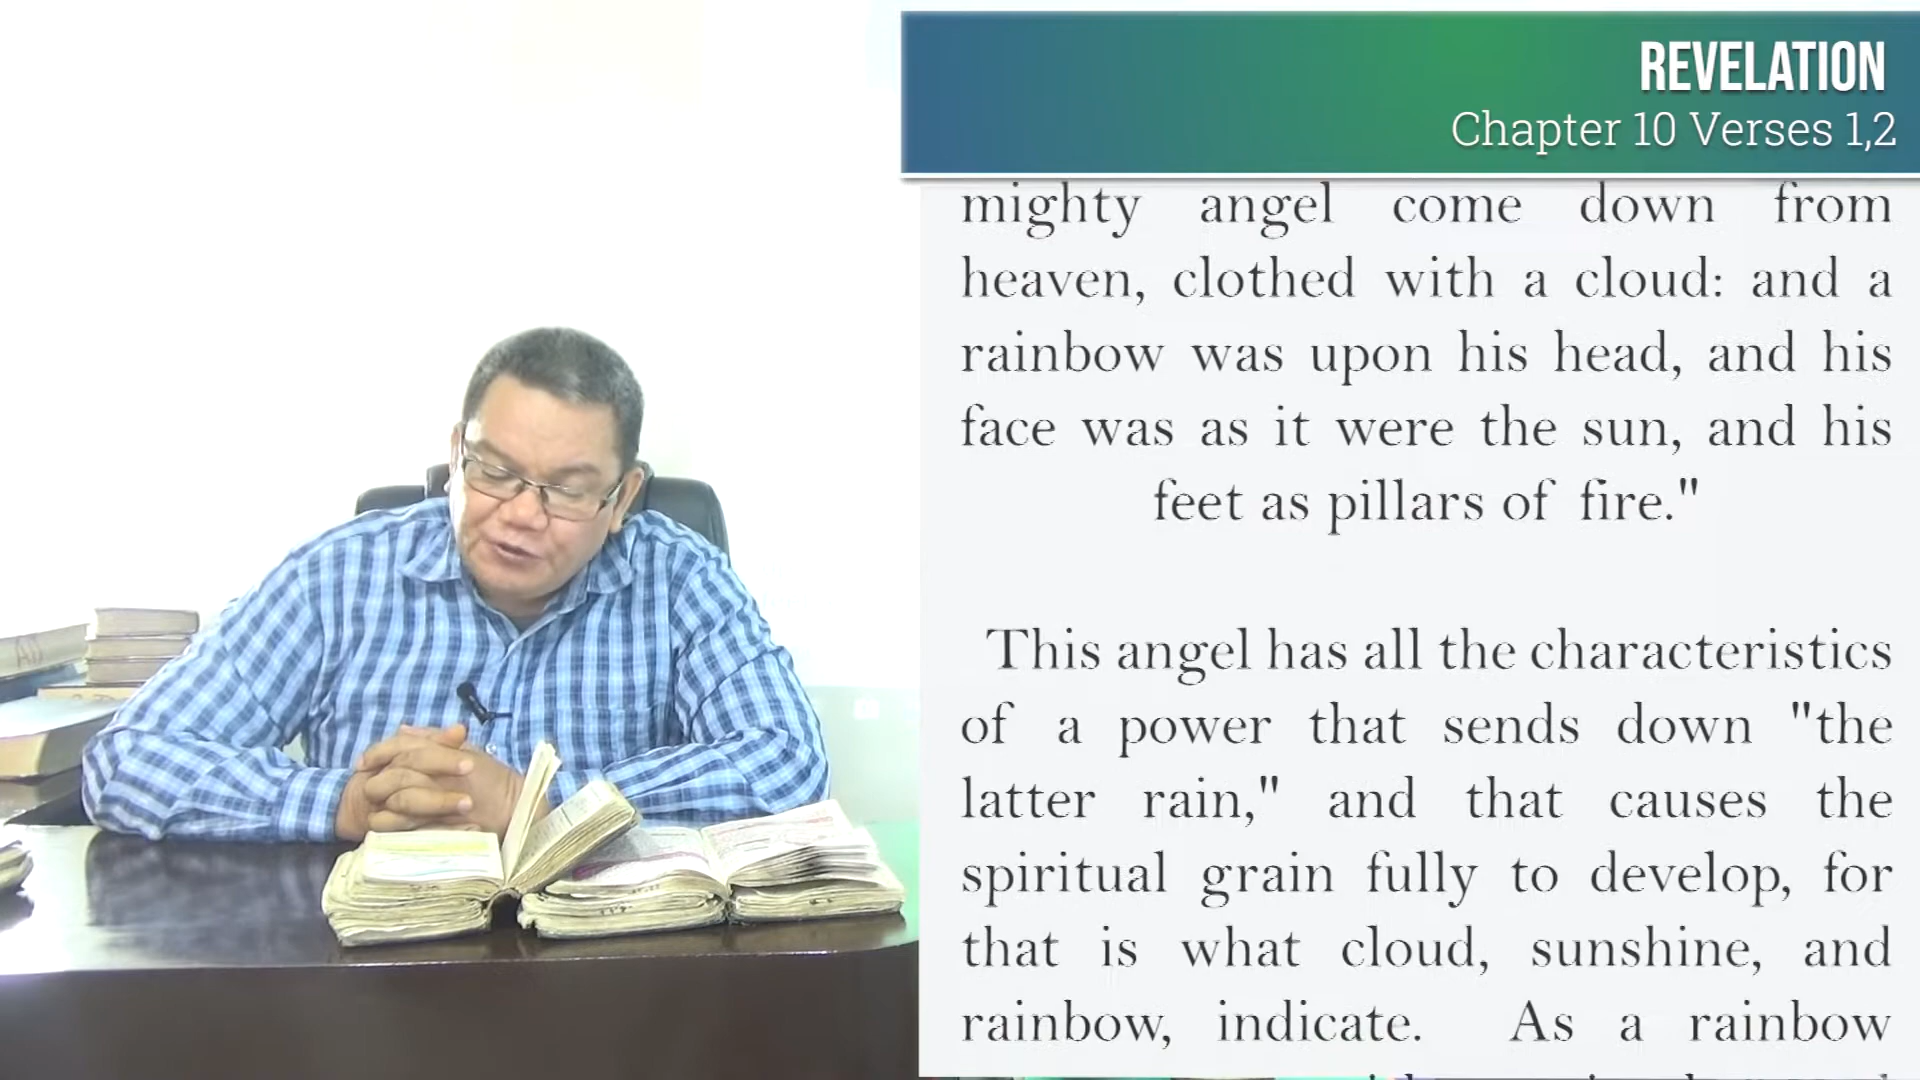 REVELATION
Chapter 10 Verses 1,2
mighty angel come down from
heaven, clothed with a cloud: and a
rainbow was upon his head, and his
face was as it were the sun, and his
feet as pillars of fire."
This angel has all the characteristics
of a power that sends down "the
latter rain," and that causes the
spiritual grain fully to develop, for
that is what cloud, sunshine, and
rainbow, indicate. As a rainbow